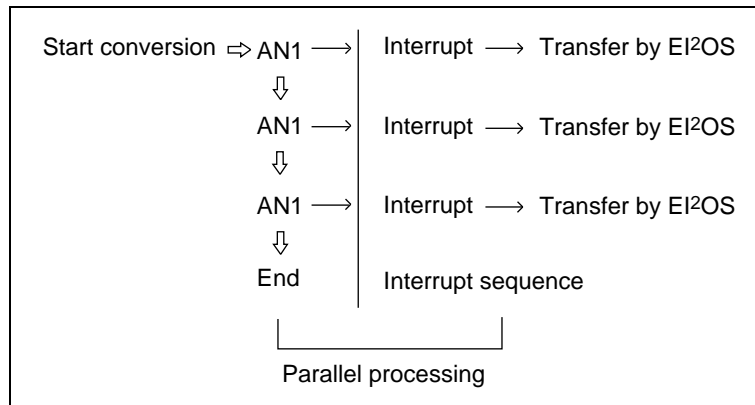 Start conversion ⇨ AN1 → Interrupt → Transfer by EI²OS
AN1 → Interrupt → Transfer by EI²OS
AN1 → Interrupt → Transfer by EI²OS
End Interrupt sequence
Parallel processing